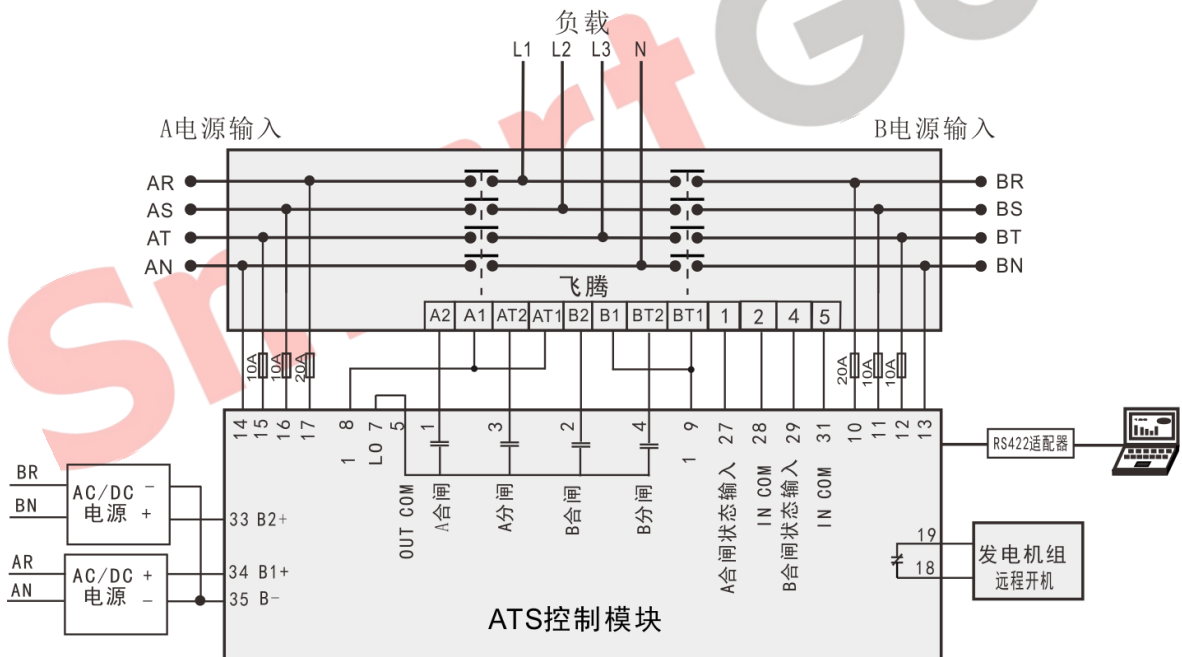 SmartGe
负载
L1 L2 L3 N
A电源输入
B电源输入
AR
AS
AT
AN
BR
BS
BT
BN
飞腾
A2 A1 AT2 AT1 B2 B1 BT2 BT1 1 2 4 5
10A 10A 20A
20A 10A 10A
14 15 16 17 8 7 5 1 3 2 4 9 27 28 29 31 10 11 12 13
1
L0
OUT COM
A合闸
A分闸
B合闸
B分闸
1
A合闸状态输入
IN COM
B合闸状态输入
IN COM
RS422适配器
BR
BN
AC/DC -
电源 +
33 B2+
AR
AN
AC/DC +
电源 -
34 B1+
35 B-
ATS控制模块
19
18
发电机组
远程开机